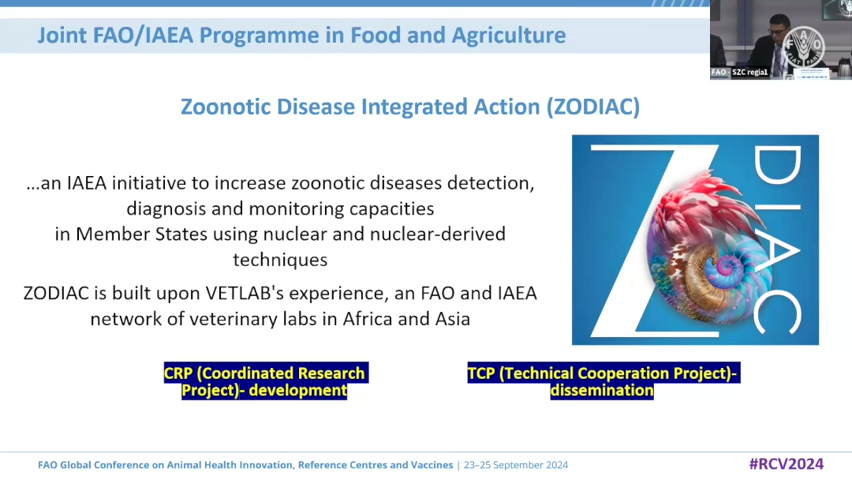 Joint FAO/IAEA Programme in Food and Agriculture
FAO - SZC regia1
Zoonotic Disease Integrated Action (ZODIAC)
...an IAEA initiative to increase zoonotic diseases detection,
diagnosis and monitoring capacities
in Member States using nuclear and nuclear-derived
techniques
ZODIAC is built upon VETLAB's experience, an FAO and IAEA
network of veterinary labs in Africa and Asia
ZODIAC
CRP (Coordinated Research
Project)- development
TCP (Technical Cooperation Project)-
dissemination
FAO Global Conference on Animal Health Innovation, Reference Centres and Vaccines | 23–25 September 2024
#RCV2024